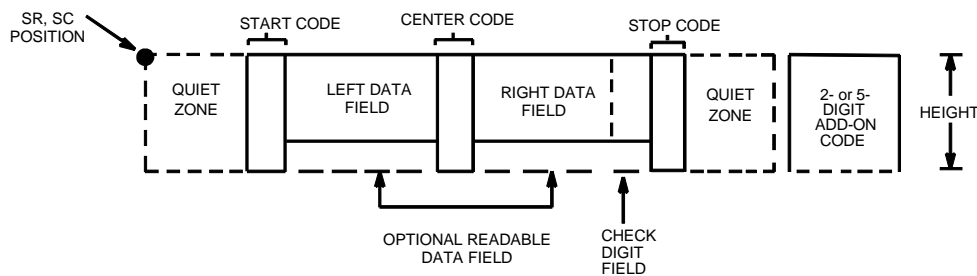 SR, SC
POSITION
START CODE
CENTER CODE
STOP CODE
QUIET
ZONE
LEFT DATA
FIELD
RIGHT DATA
FIELD
QUIET
ZONE
2- or 5-
DIGIT
ADD-ON
CODE
HEIGHT
OPTIONAL READABLE
DATA FIELD
CHECK
DIGIT
FIELD